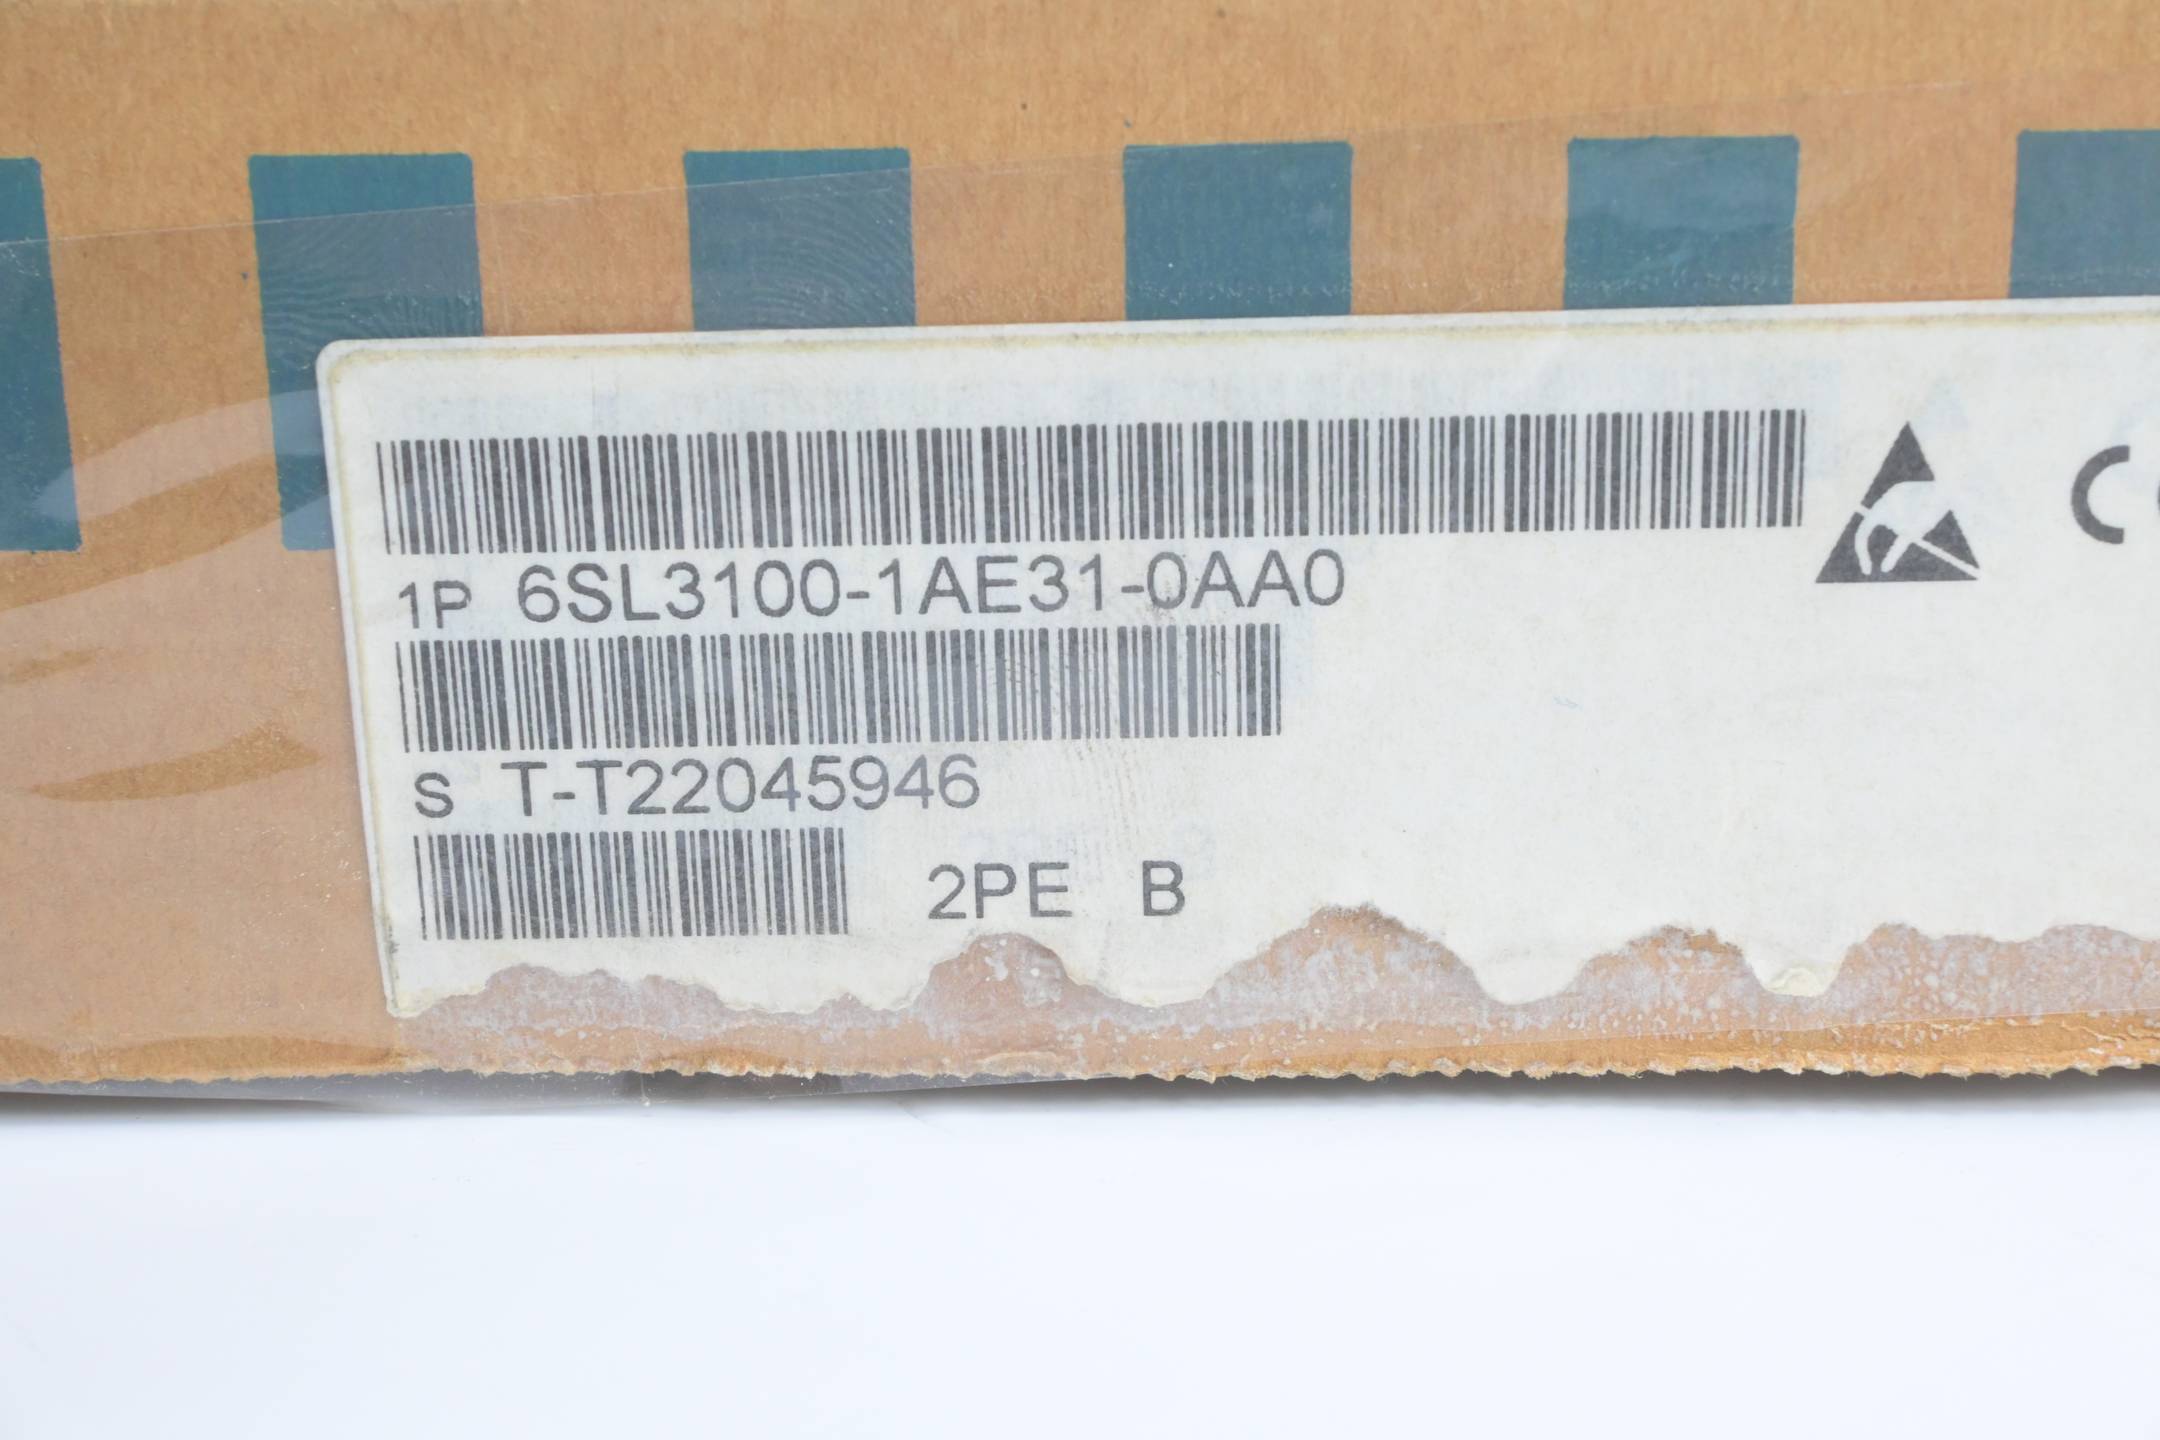 1P 6SL3100-1AE31-0AA0
S T-T22045946
2PE B